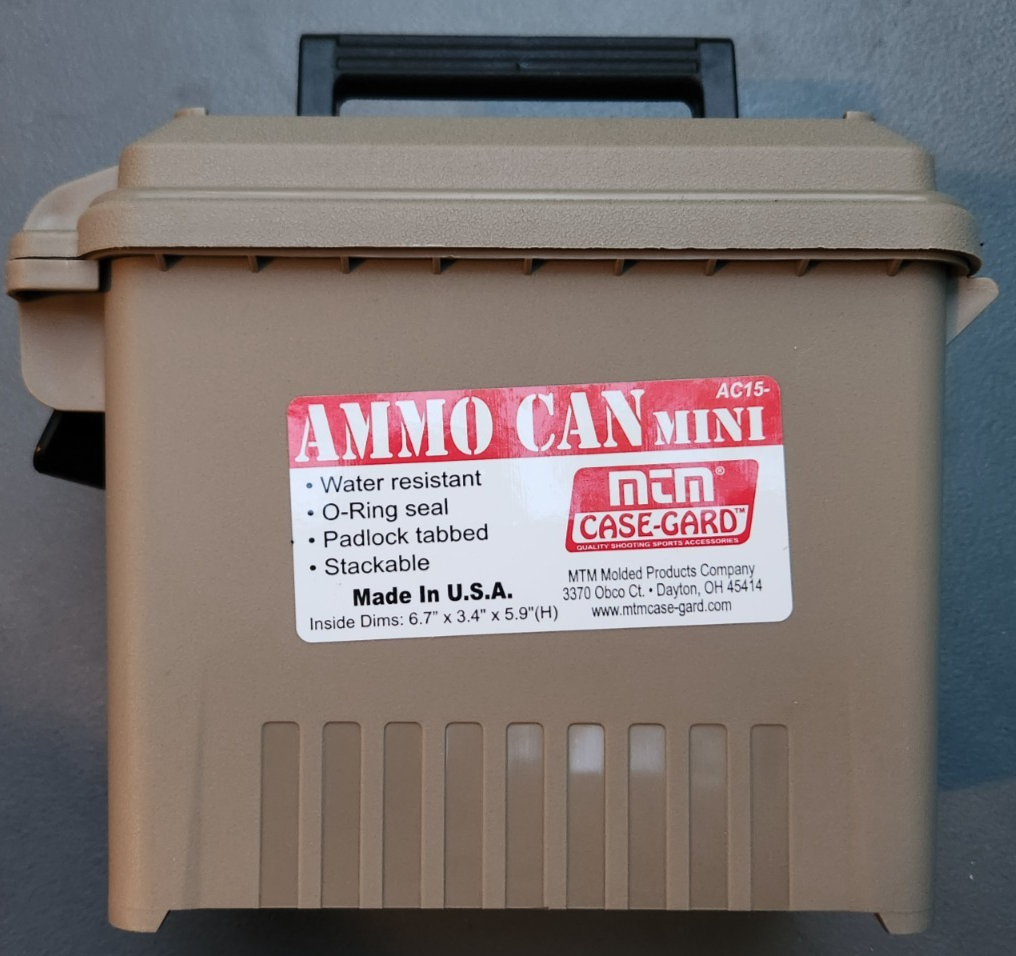 AC15-
AMMO CAN MINI
• Water resistant
• O-Ring seal
• Padlock tabbed
• Stackable
Made In U.S.A.
Inside Dims: 6.7" x 3.4" x 5.9"(H)
mtm®
CASE-GARD™
QUALITY SHOOTING SPORTS ACCESSORIES
MTM Molded Products Company
3370 Obco Ct. • Dayton, OH 45414
www.mtmcase-gard.com